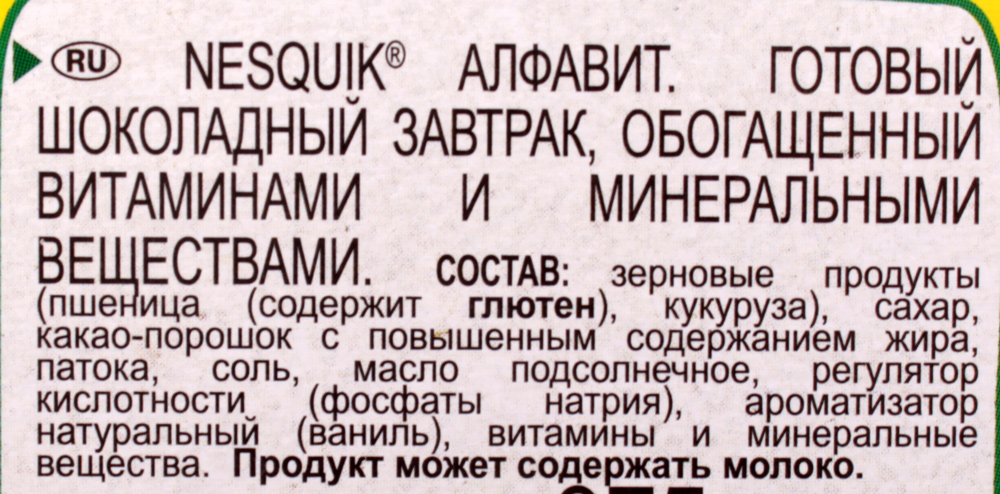 RU NESQUIK® АЛФАВИТ. ГОТОВЫЙ
ШОКОЛАДНЫЙ ЗАВТРАК, ОБОГАЩЕННЫЙ
ВИТАМИНАМИ И МИНЕРАЛЬНЫМИ
ВЕЩЕСТВАМИ. СОСТАВ: зерновые продукты
(пшеница (содержит глютен), кукуруза), сахар,
какао-порошок с повышенным содержанием жира,
патока, соль, масло подсолнечное, регулятор
кислотности (фосфаты натрия), ароматизатор
натуральный (ваниль), витамины и минеральные
вещества. Продукт может содержать молоко.